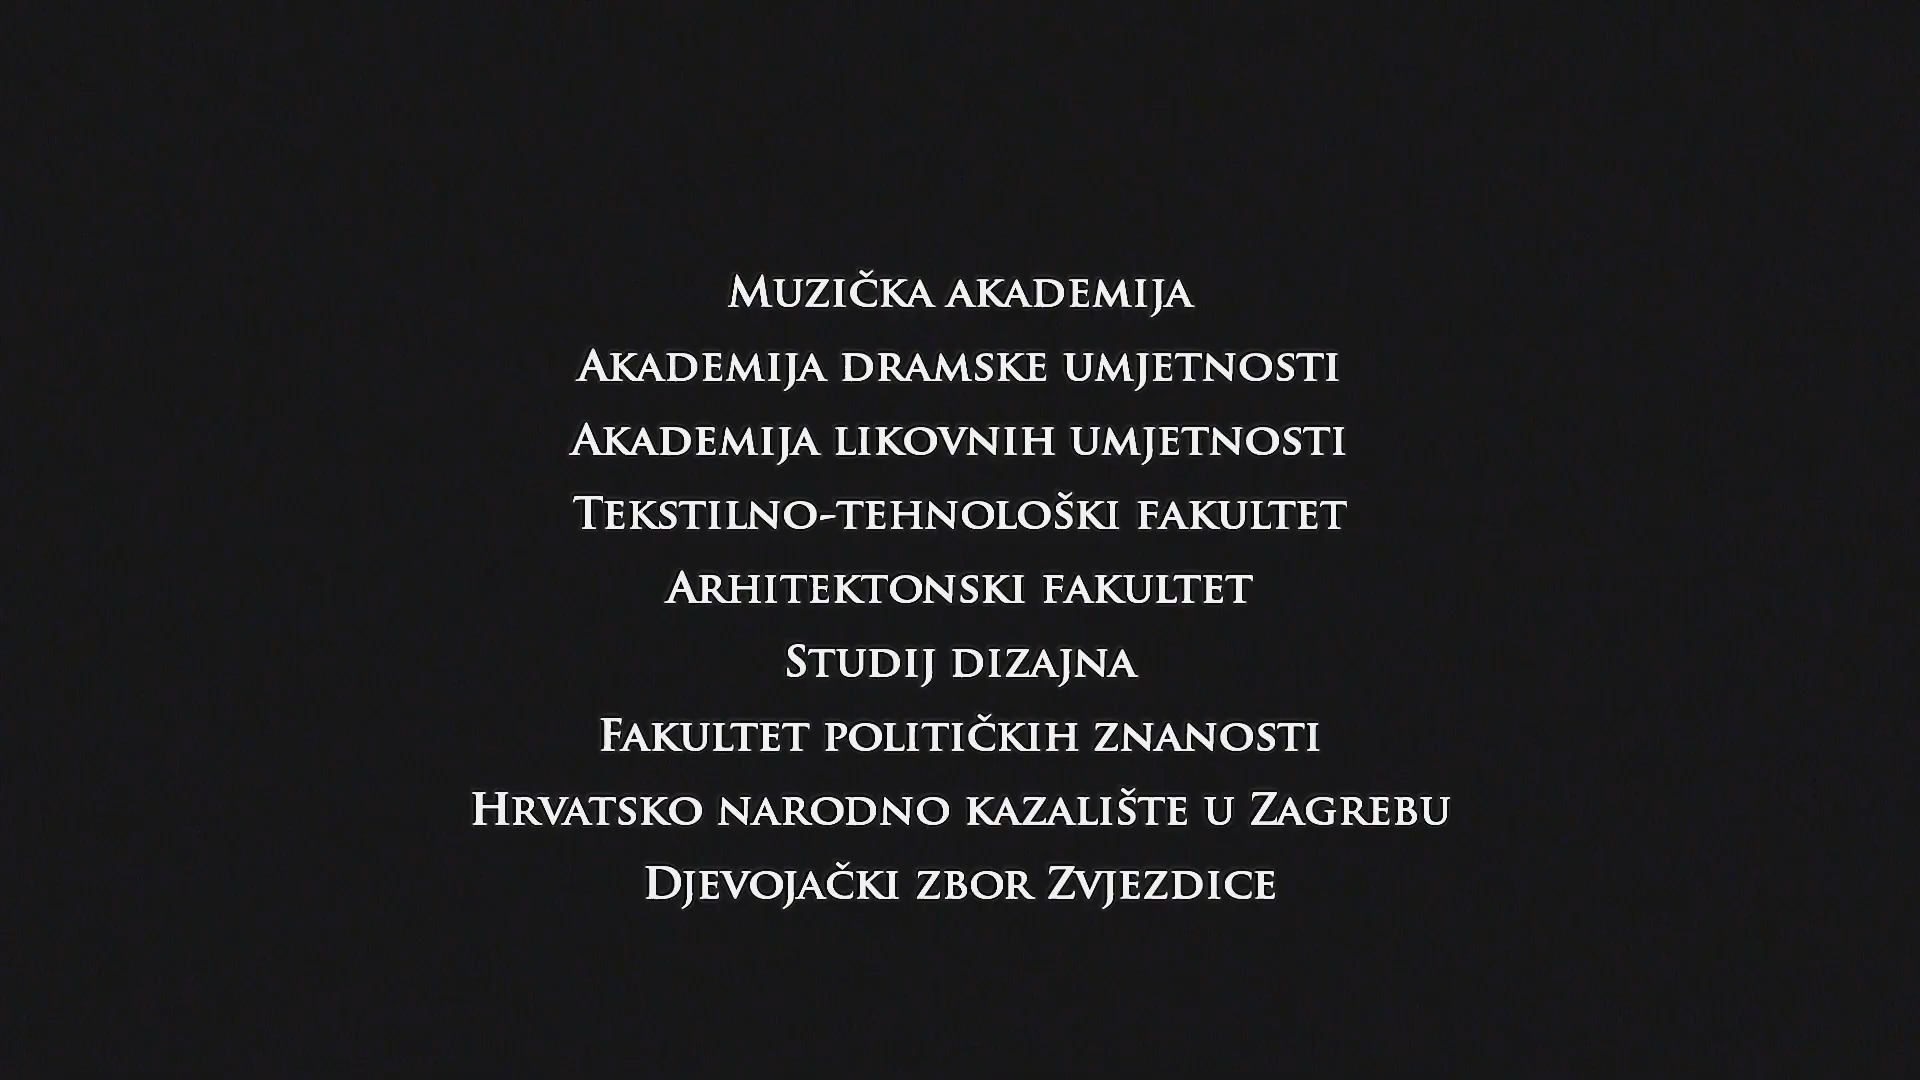 Muzička akademija
Akademija dramske umjetnosti
Akademija likovnih umjetnosti
Tekstilno-tehnološki fakultet
Arhitektonski fakultet
Studij dizajna
Fakultet političkih znanosti
Hrvatsko narodno kazalište u Zagrebu
Djevojački zbor Zvjezdice